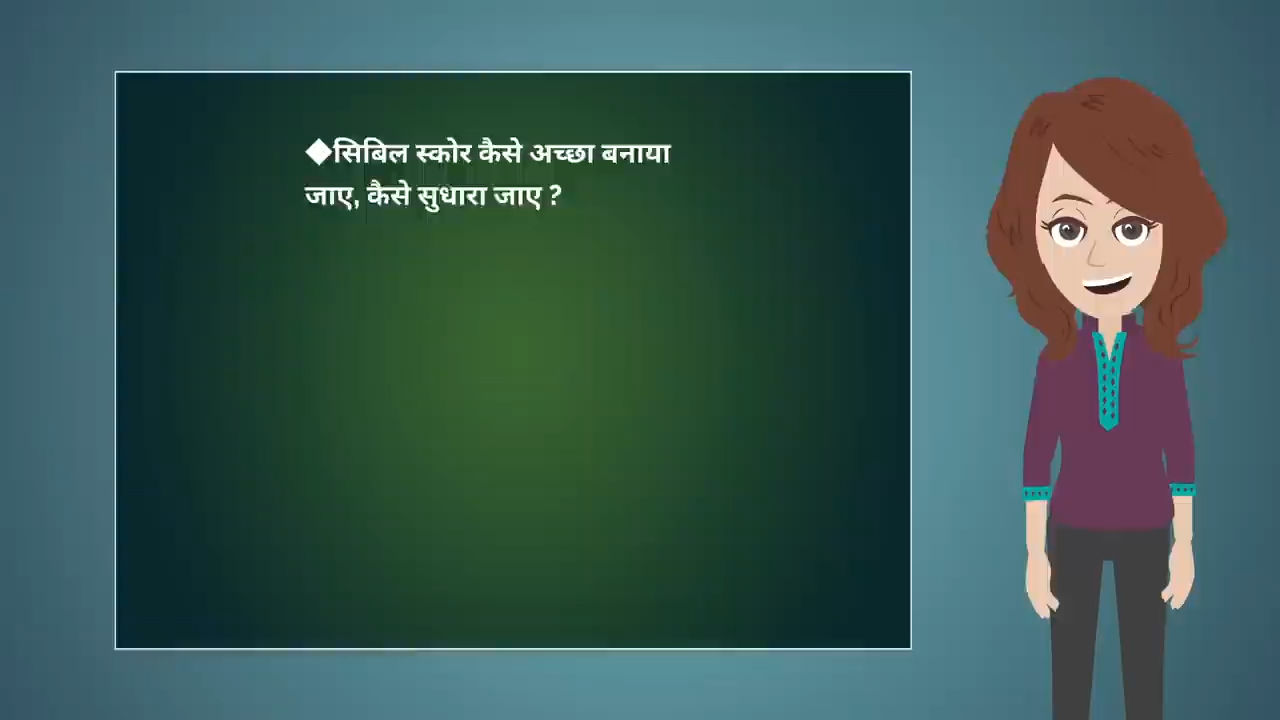 ◆सिबिल स्कोर कैसे अच्छा बनाया
जाए, कैसे सुधारा जाए ?